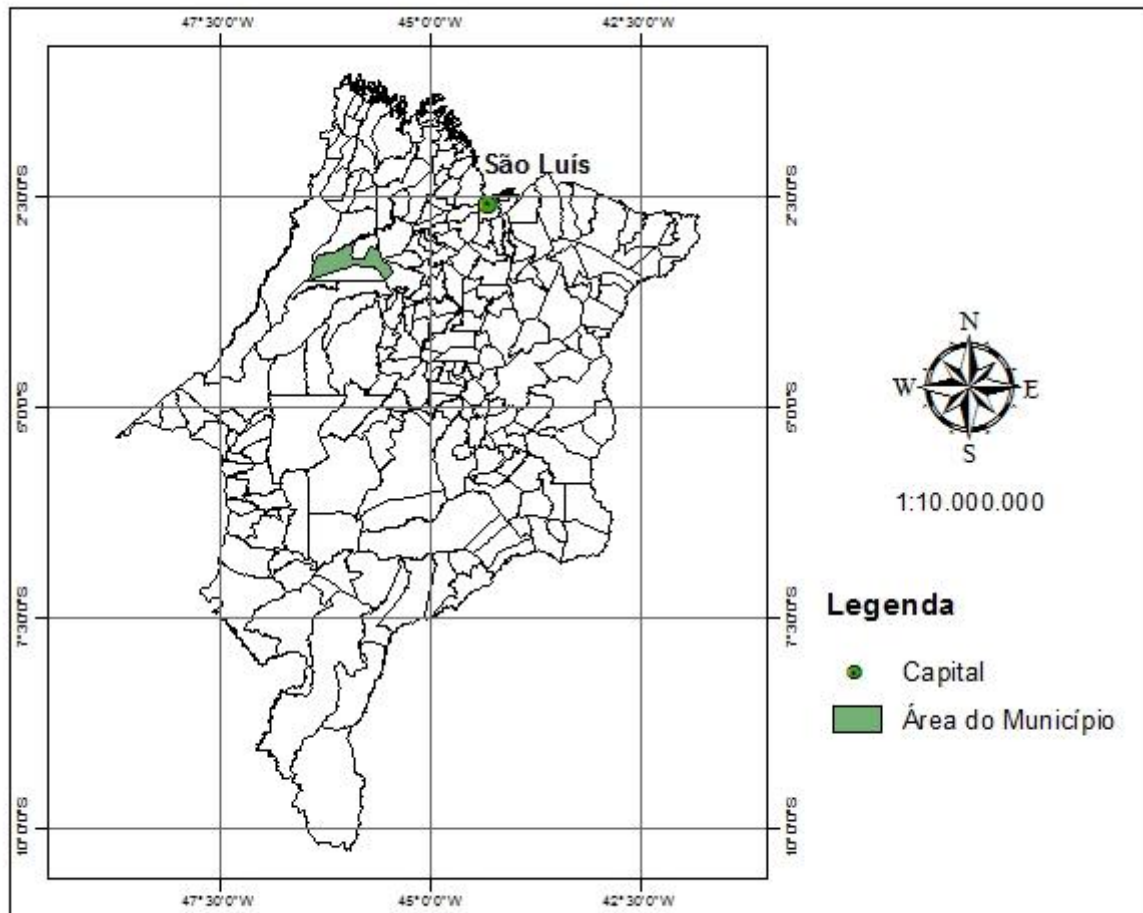 47°30'0"W 45°0'0"W 42°30'0"W
São Luís
2°30'0"S 2°30'0"S
N
W E
S
5°0'0"S 5°0'0"S
1:10.000.000
Legenda
7°30'0"S 7°30'0"S
Capital
Área do Município
10°0'0"S 10°0'0"S
47°30'0"W 45°0'0"W 42°30'0"W